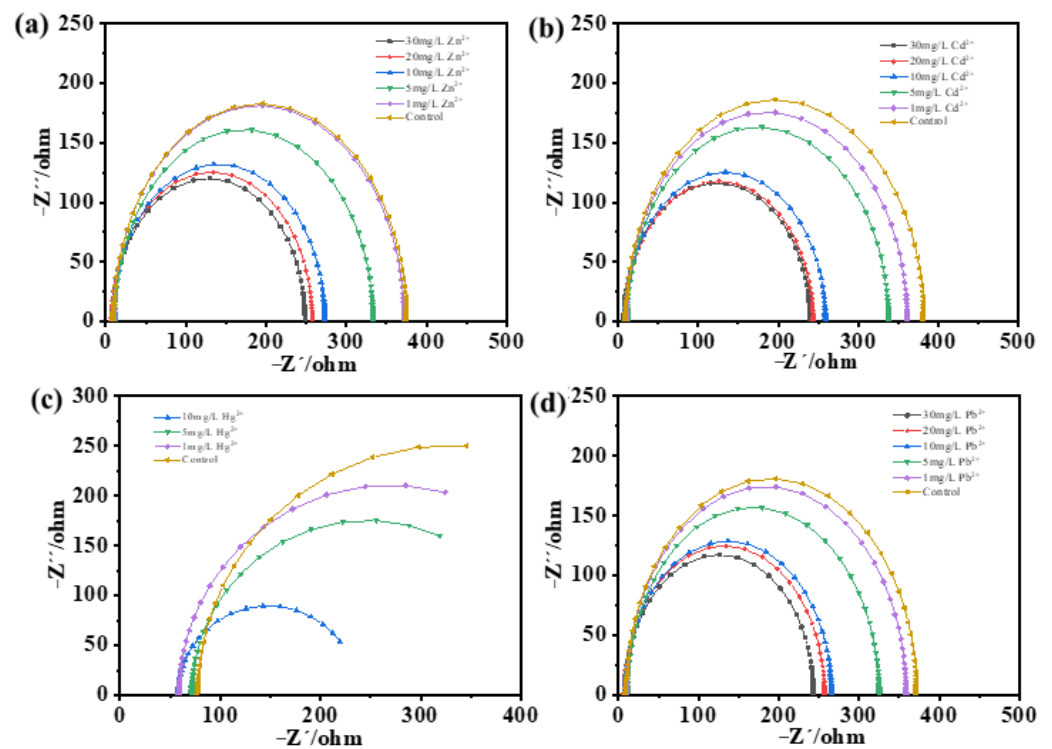 (a)
250
200
150
100
50
0
−Z´´/ohm
30mg/L Zn²⁺
20mg/L Zn²⁺
10mg/L Zn²⁺
5mg/L Zn²⁺
1mg/L Zn²⁺
Control
0 100 200 300 400 500
−Z´/ohm
(b)
250
200
150
100
50
0
−Z´´/ohm
30mg/L Cd²⁺
20mg/L Cd²⁺
10mg/L Cd²⁺
5mg/L Cd²⁺
1mg/L Cd²⁺
Control
0 100 200 300 400 500
−Z´/ohm
(c)
300
250
200
150
100
50
0
−Z´´/ohm
10mg/L Hg²⁺
5mg/L Hg²⁺
1mg/L Hg²⁺
Control
0 100 200 300 400
−Z´/ohm
(d)
250
200
150
100
50
0
−Z´´/ohm
30mg/L Pb²⁺
20mg/L Pb²⁺
10mg/L Pb²⁺
5mg/L Pb²⁺
1mg/L Pb²⁺
Control
0 100 200 300 400 500
−Z´/ohm